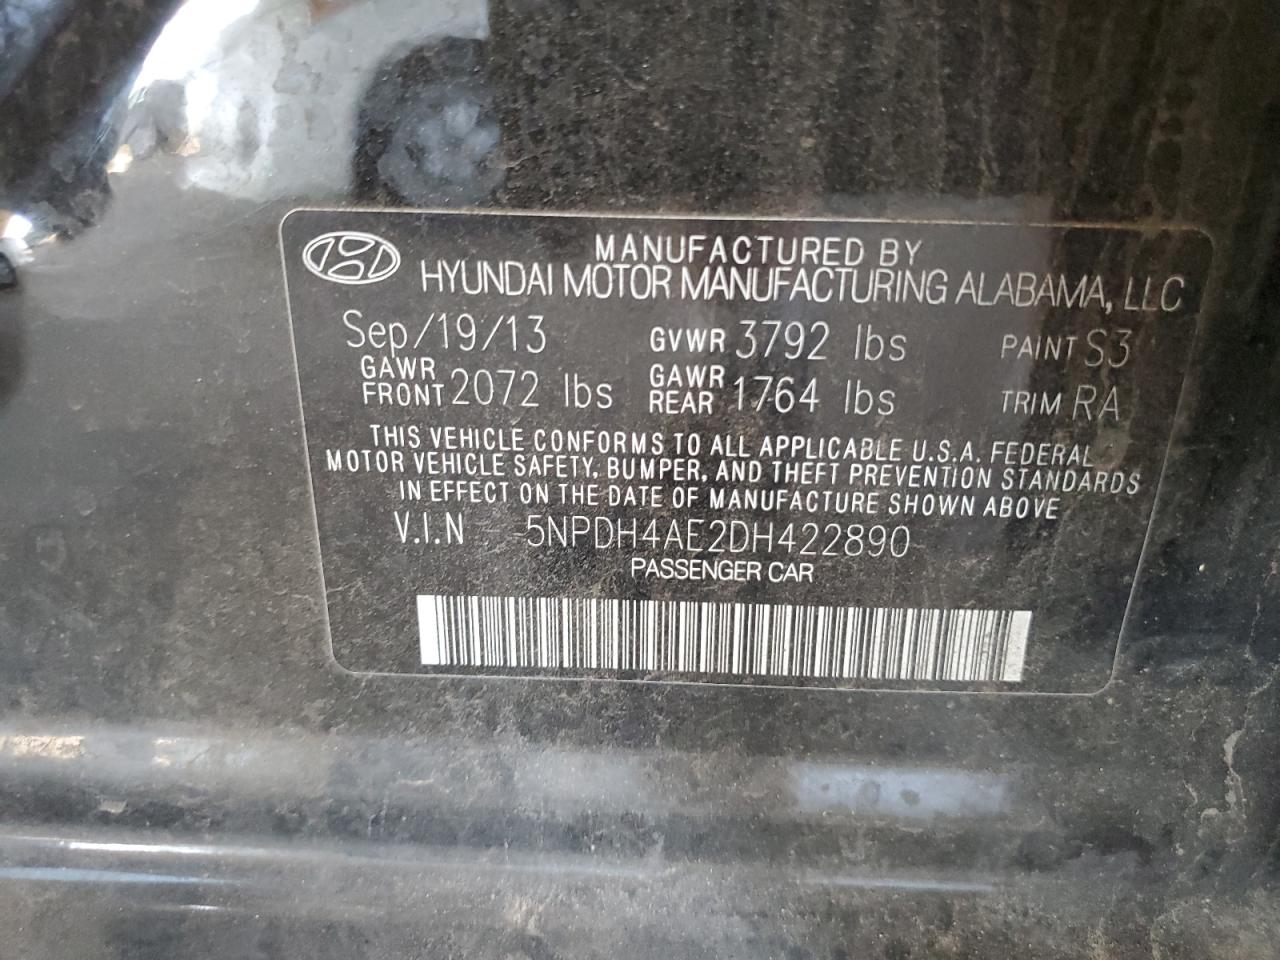 MANUFACTURED BY
HYUNDAI MOTOR MANUFACTURING ALABAMA, LLC
Sep/19/13 GVWR 3792 lbs PAINT S3
GAWR FRONT 2072 lbs GAWR REAR 1764 lbs TRIM RA
THIS VEHICLE CONFORMS TO ALL APPLICABLE U.S.A. FEDERAL
MOTOR VEHICLE SAFETY, BUMPER, AND THEFT PREVENTION STANDARDS
IN EFFECT ON THE DATE OF MANUFACTURE SHOWN ABOVE
V.I.N 5NPDH4AE2DH422890
PASSENGER CAR